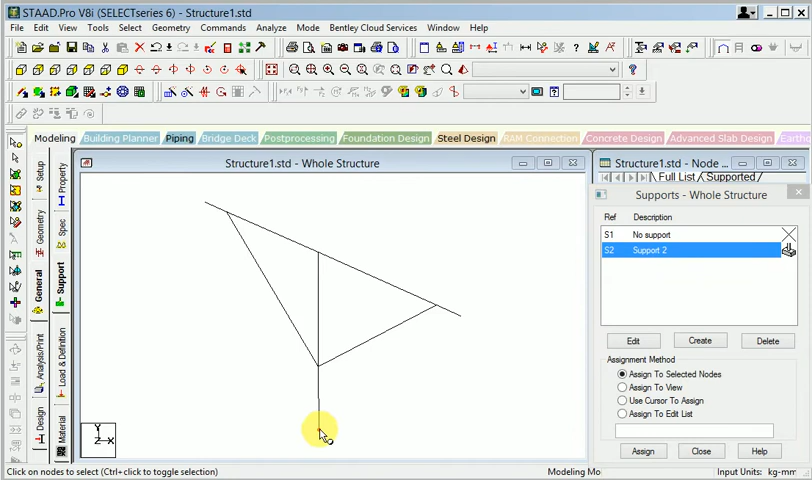 STAAD.Pro V8i (SELECTseries 6) - Structure1.std
File Edit View Tools Select Geometry Commands Analyze Mode Bentley Cloud Services Window Help
Modeling Building Planner Piping Bridge Deck Postprocessing Foundation Design Steel Design RAM Connection Concrete Design Advanced Slab Design Earthq
Structure1.std - Whole Structure
Structure1.std - Node
Full List Supported
Setup
Geometry
General
Analysis/Print
Design
Property
Spec
Support
Load & Definition
Material
Supports - Whole Structure
Ref Description
S1 No support
S2 Support 2
Edit Create Delete
Assignment Method
Assign To Selected Nodes
Assign To View
Use Cursor To Assign
Assign To Edit List
Assign Close Help
Y
Z X
Click on nodes to select (Ctrl+click to toggle selection) Modeling Mo Input Units: kg-mm